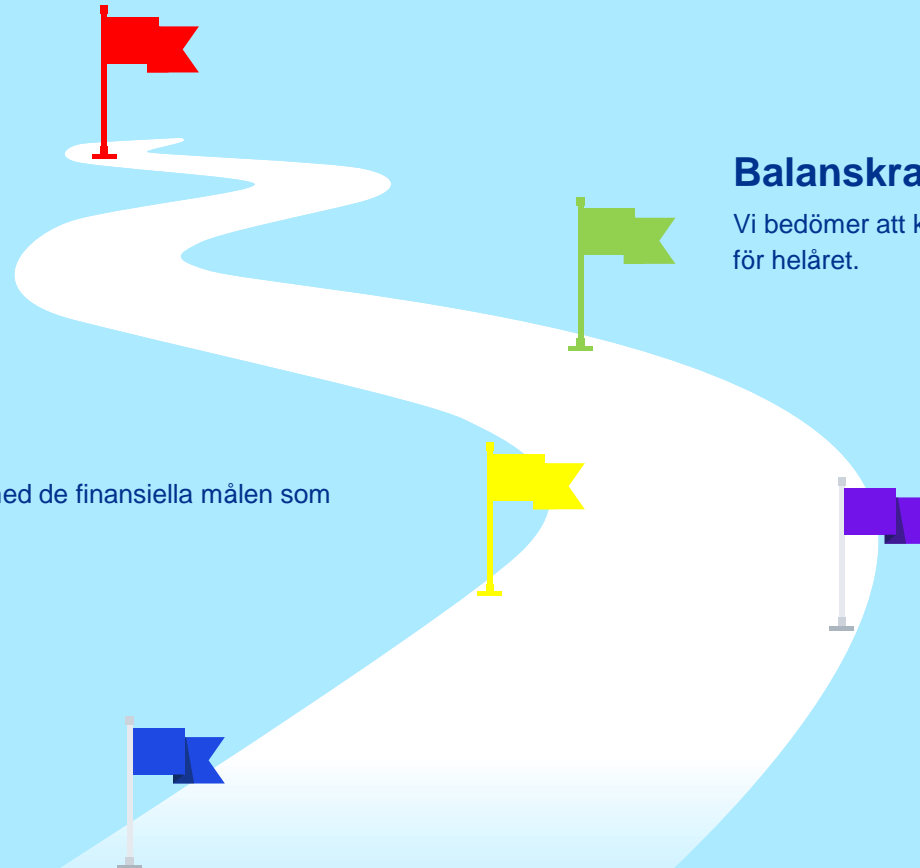 Balanskra
Vi bedömer att k
för helåret.
ned de finansiella målen som